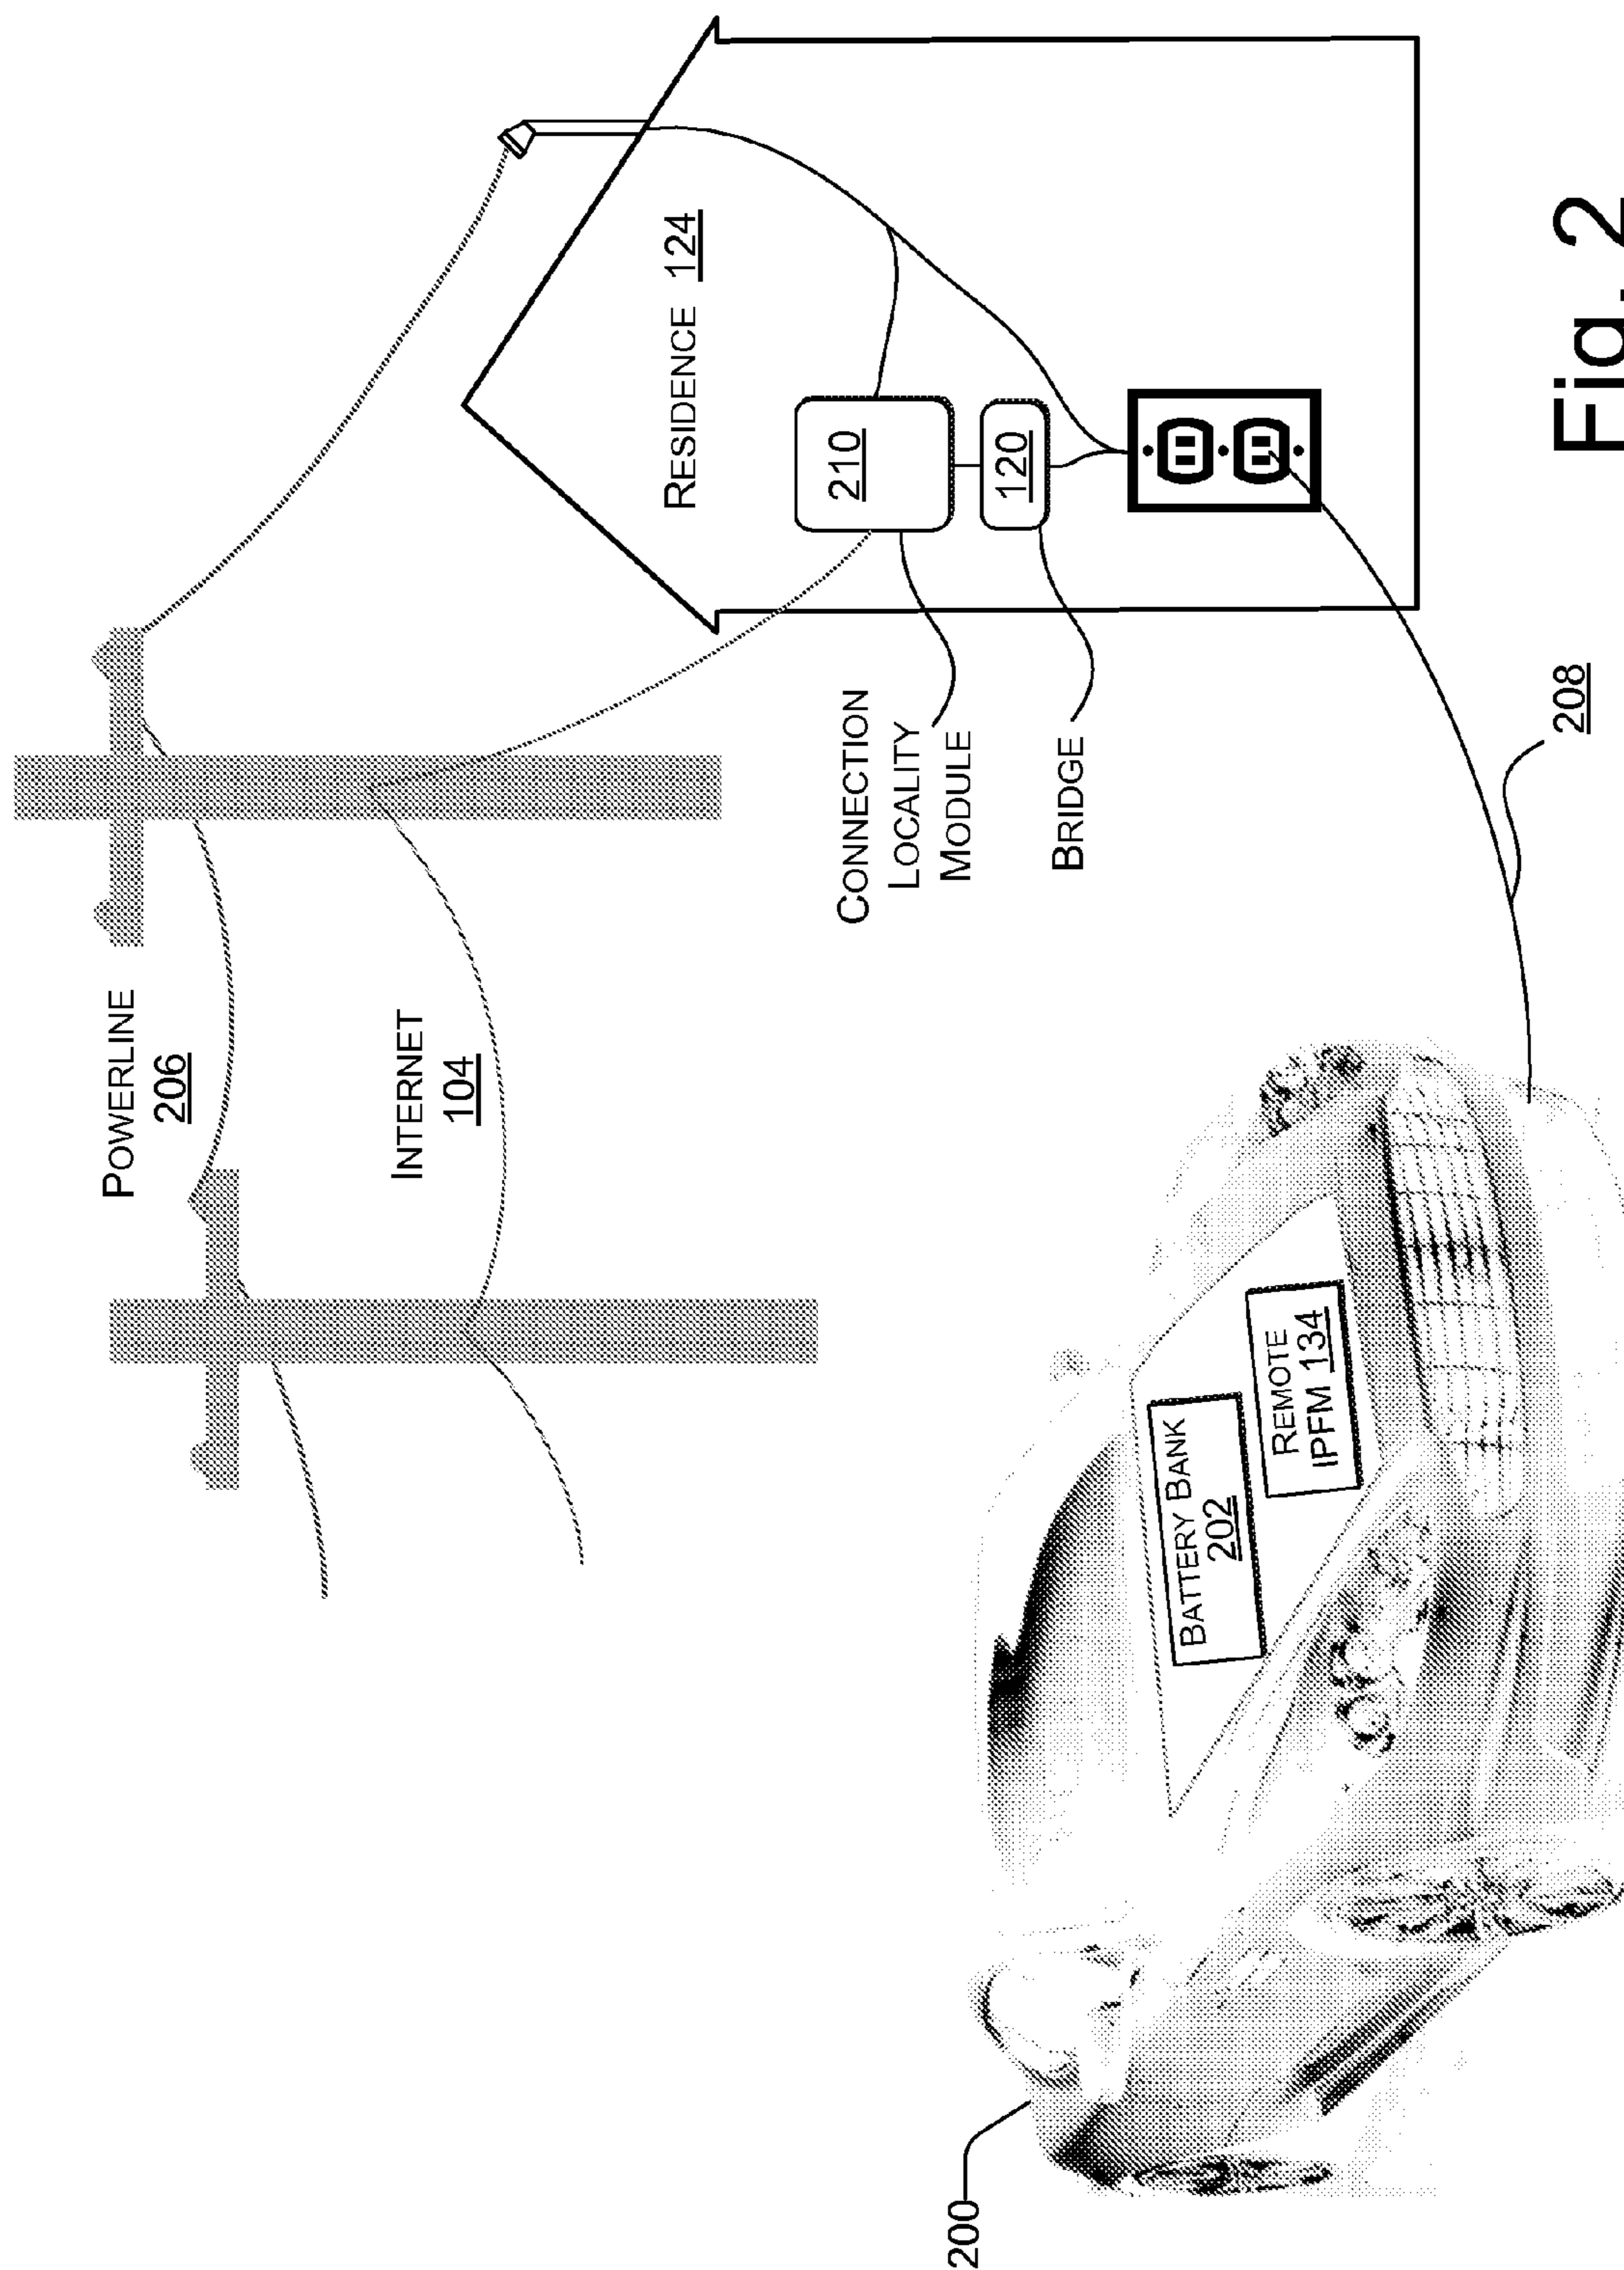 POWERLINE
206
INTERNET
104
RESIDENCE 124
210
120
CONNECTION
LOCALITY
MODULE
BRIDGE
BATTERY BANK
202
REMOTE
IPFM 134
200
208
Fig. 2